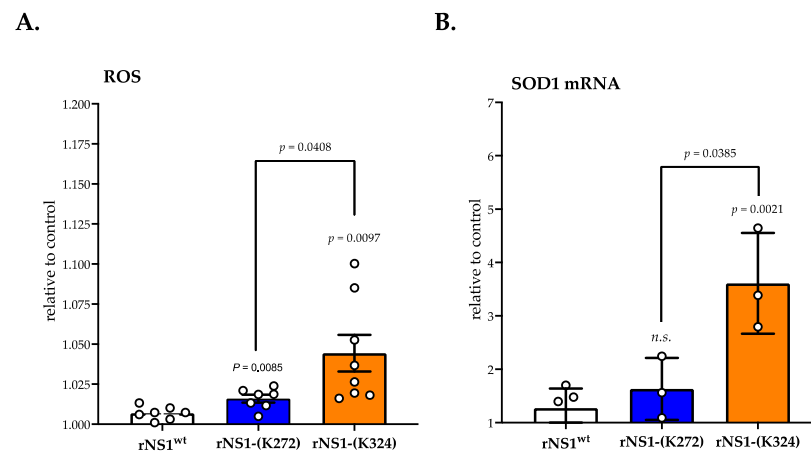 A.
ROS
1.200
1.175
1.150
1.125
1.100
1.075
1.050
1.025
1.000
relative to control
p = 0.0408
p = 0.0097
P = 0.0085
rNS1wt
rNS1-(K272)
rNS1-(K324)
B.
SOD1 mRNA
7
6
5
4
3
2
1
relative to control
p = 0.0385
p = 0.0021
n.s.
rNS1wt
rNS1-(K272)
rNS1-(K324)